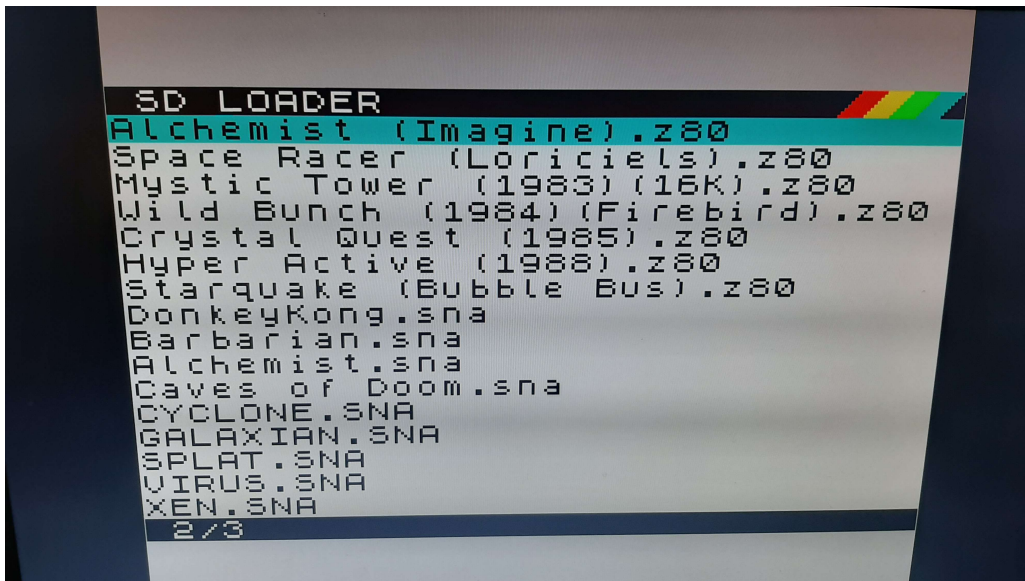 SD LOADER
Alchemist (Imagine).z80
Space Racer (Loriciels).z80
Mystic Tower (1983)(16K).z80
Wild Bunch (1984)(Firebird).z80
Crystal Quest (1985).z80
Hyper Active (1988).z80
Starquake (Bubble Bus).z80
DonkeyKong.sna
Barbarian.sna
Alchemist.sna
Caves of Doom.sna
CYCLONE.SNA
GALAXIAN.SNA
SPLAT.SNA
VIRUS.SNA
XEN.SNA
2/3